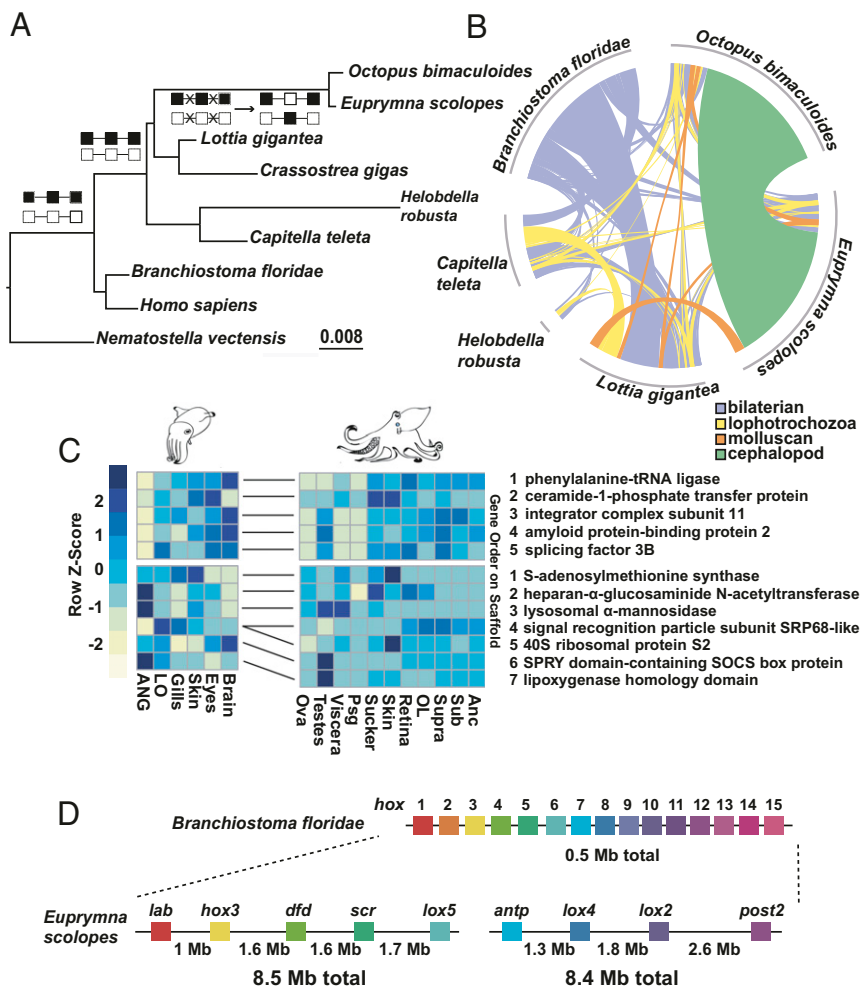 A
Octopus bimaculoides
Euprymna scolopes
Lottia gigantea
Crassostrea gigas
Helobdella
robusta
Capitella teleta
Branchiostoma floridae
Homo sapiens
Nematostella vectensis
0.008
B
Branchiostoma floridae
Octopus bimaculoides
Euprymna scolopes
Capitella
teleta
Helobdella
robusta
Lottia gigantea
bilaterian
lophotrochozoa
molluscan
cephalopod
C
Row Z-Score
2
1
0
-1
-2
ANG
LO
Gills
Skin
Eyes
Brain
Ova
Testes
Viscera
Psg
Sucker
Skin
Retina
OL
Supra
Sub
Anc
Gene Order on Scaffold
1 phenylalanine-tRNA ligase
2 ceramide-1-phosphate transfer protein
3 integrator complex subunit 11
4 amyloid protein-binding protein 2
5 splicing factor 3B
1 S-adenosylmethionine synthase
2 heparan-α-glucosaminide N-acetyltransferase
3 lysosomal α-mannosidase
4 signal recognition particle subunit SRP68-like
5 40S ribosomal protein S2
6 SPRY domain-containing SOCS box protein
7 lipoxygenase homology domain
D
hox 1 2 3 4 5 6 7 8 9 10 11 12 13 14 15
Branchiostoma floridae
0.5 Mb total
Euprymna
scolopes
lab hox3 dfd scr lox5 antp lox4 lox2 post2
1 Mb 1.6 Mb 1.6 Mb 1.7 Mb 1.3 Mb 1.8 Mb 2.6 Mb
8.5 Mb total 8.4 Mb total